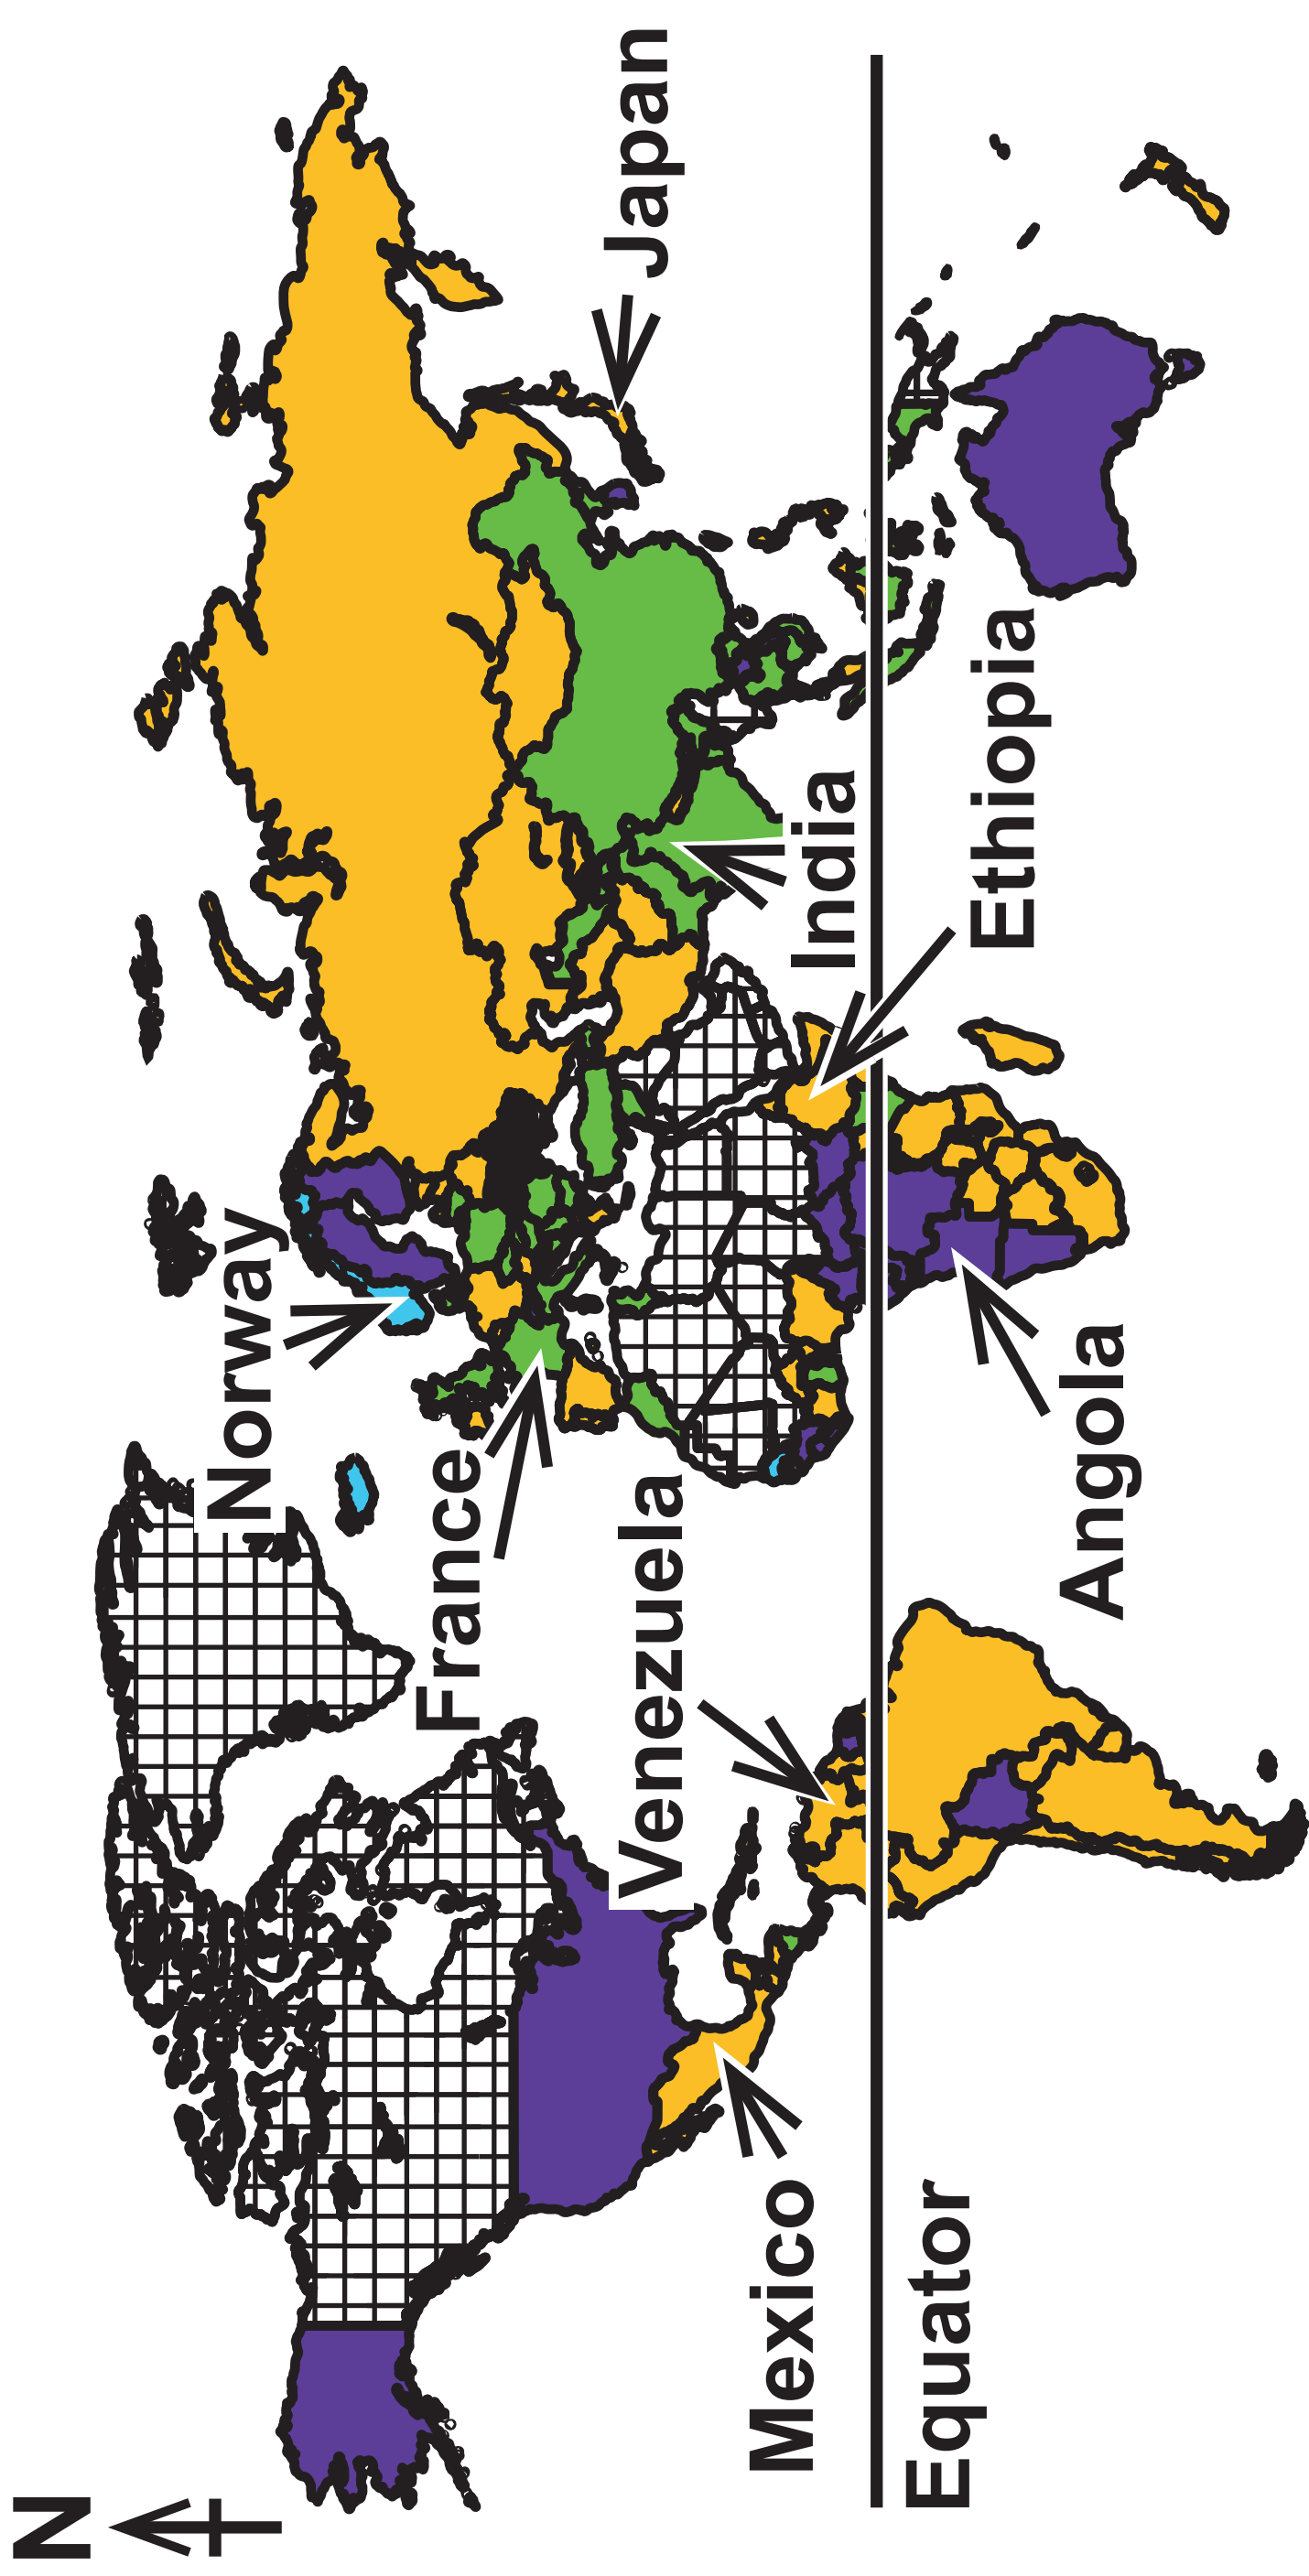 N
Norway
France
Japan
Venezuela
India
Mexico
Equator
Ethiopia
Angola